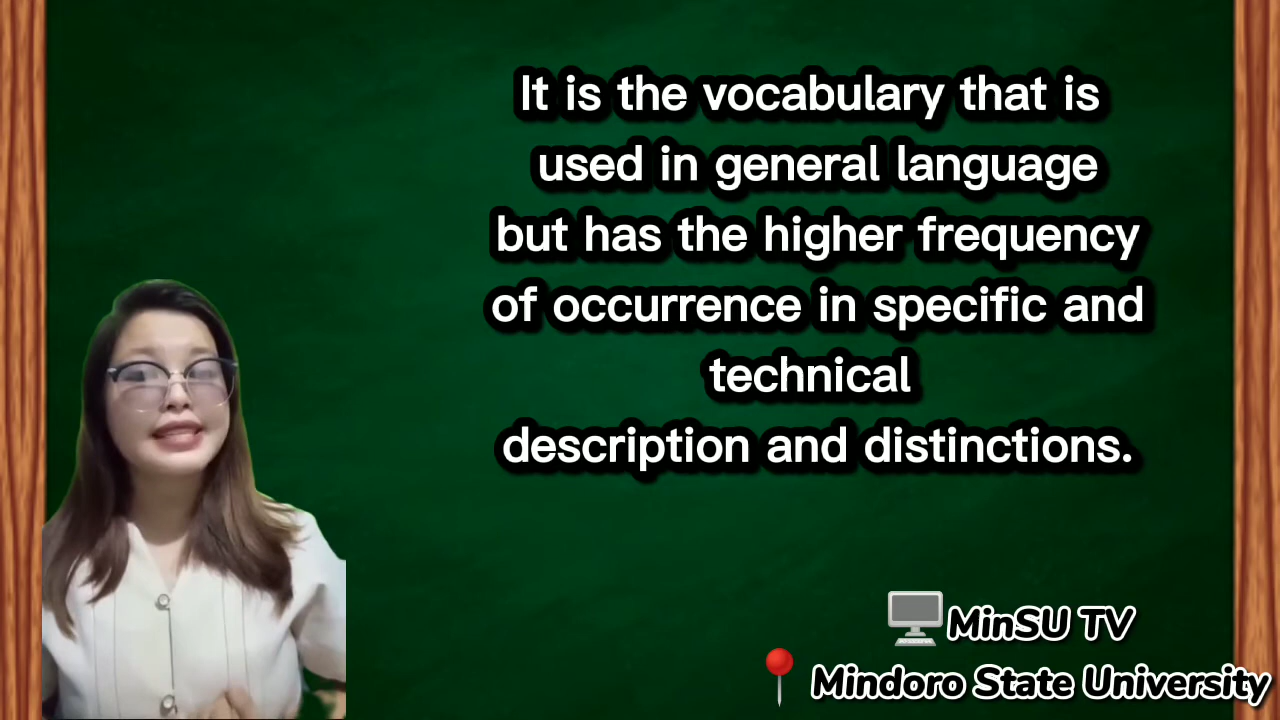 It is the vocabulary that is
used in general language
but has the higher frequency
of occurrence in specific and
technical
description and distinctions.
MinSU TV
Mindoro State University